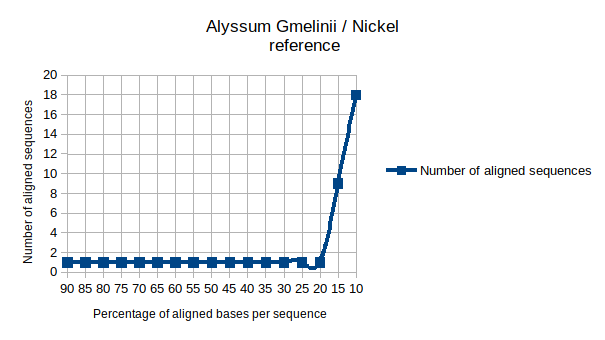 Alyssum Gmelinii / Nickel
reference
20
18
16
14
12
10
8
6
4
2
0
Number of aligned sequences
Number of aligned sequences
90 85 80 75 70 65 60 55 50 45 40 35 30 25 20 15 10
Percentage of aligned bases per sequence